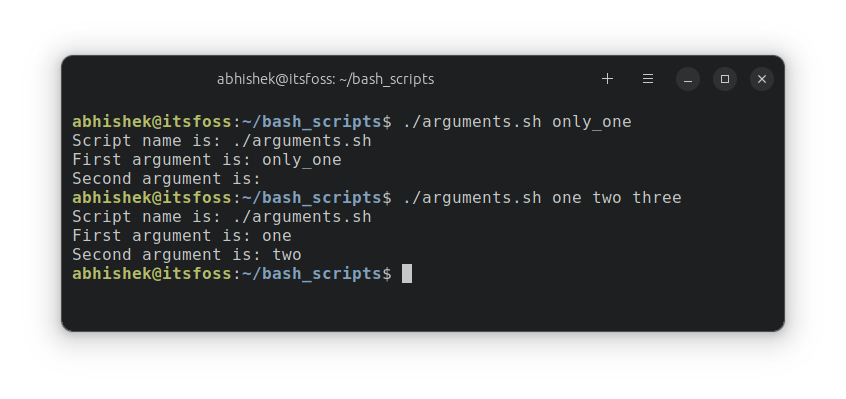 abhishek@itsfoss: ~/bash_scripts
abhishek@itsfoss:~/bash_scripts$ ./arguments.sh only_one
Script name is: ./arguments.sh
First argument is: only_one
Second argument is:
abhishek@itsfoss:~/bash_scripts$ ./arguments.sh one two three
Script name is: ./arguments.sh
First argument is: one
Second argument is: two
abhishek@itsfoss:~/bash_scripts$